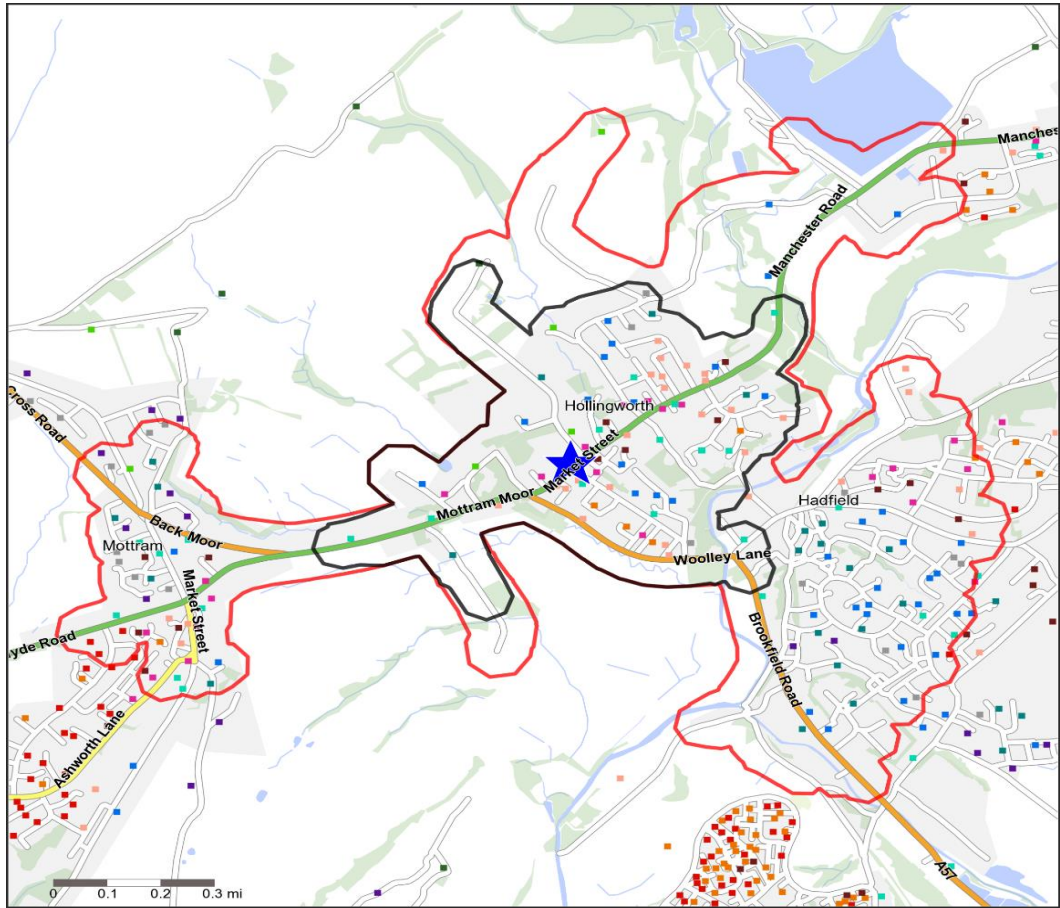 Manches
Manchester Road
Cross Road
Hollingworth
Market Street
Mottram Moor
Hadfield
Back Moor
Mottram
Woolley Lane
Market Street
Hyde Road
Brookfield Road
Ashworth Lane
A57
0 0.1 0.2 0.3 mi